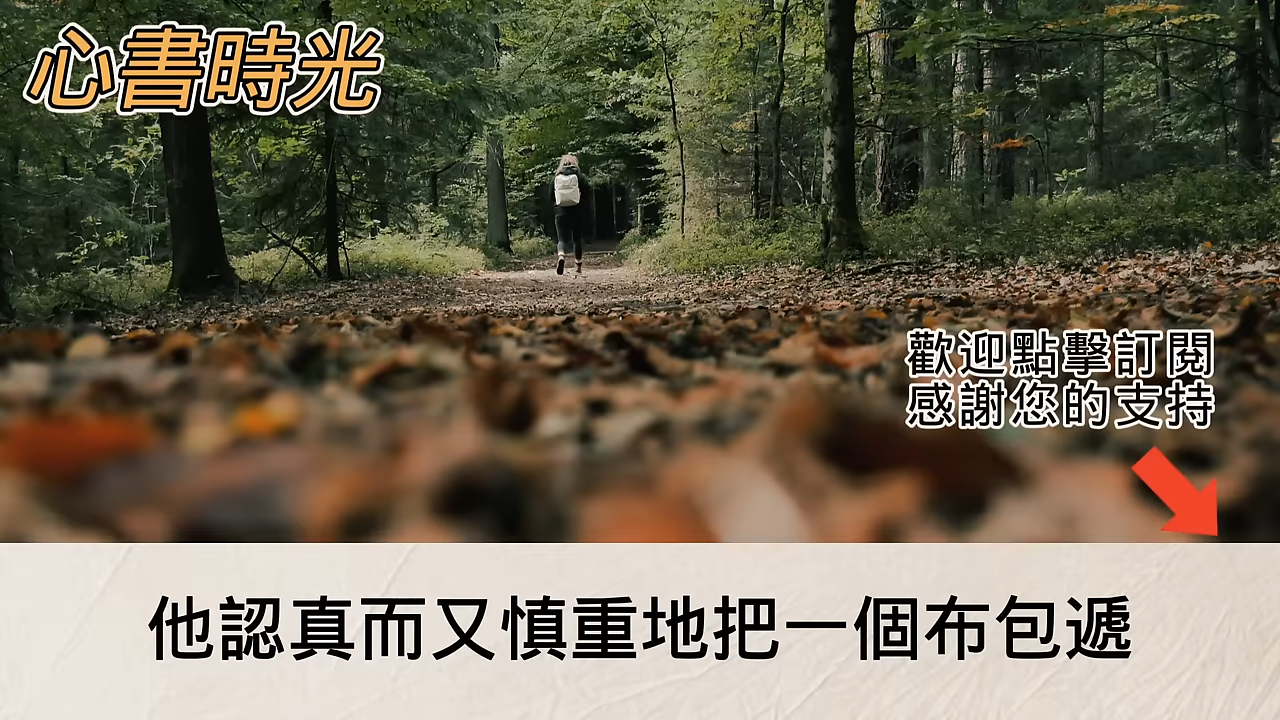 心書時光
歡迎點擊訂閱
感謝您的支持
他認真而又慎重地把一個布包遞